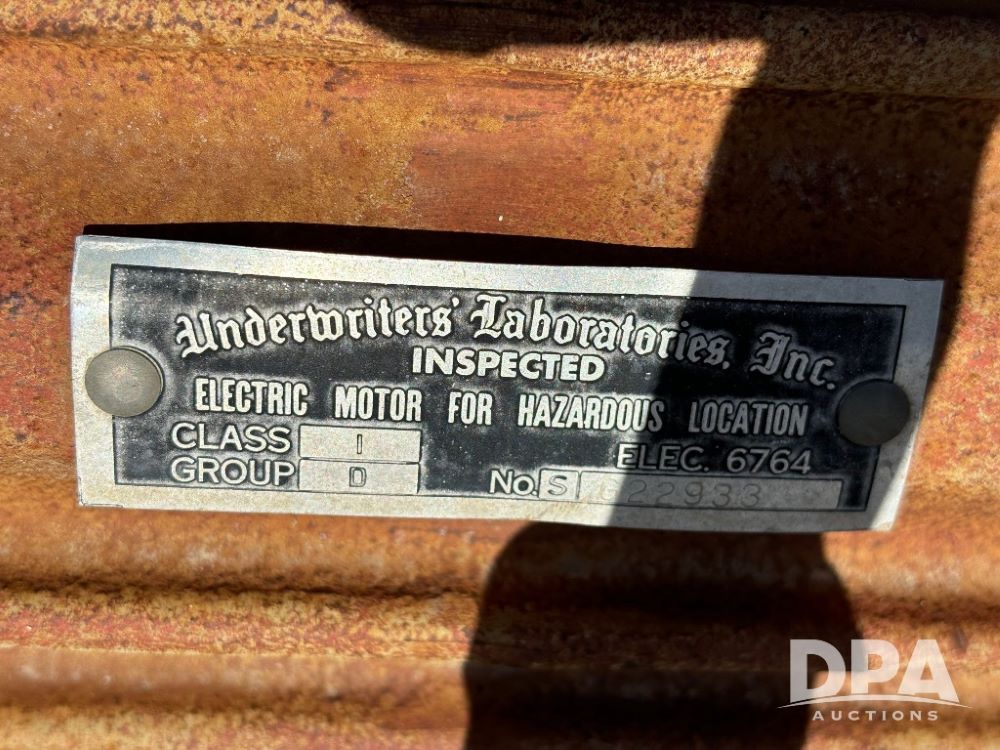 Underwriters' Laboratories, Inc.
INSPECTED
ELECTRIC MOTOR FOR HAZARDOUS LOCATION
CLASS I ELEC. 6764
GROUP D No. S 622933
DPA
AUCTIONS